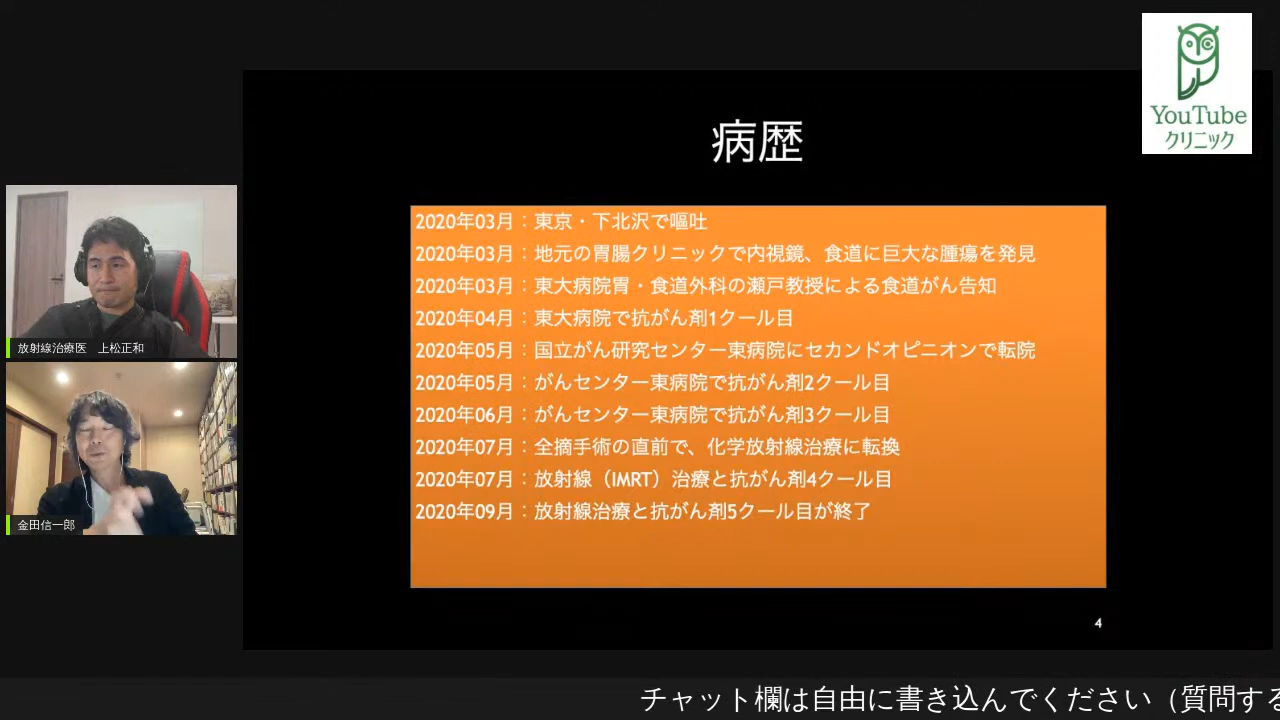 YouTube
クリニック
病歴
2020年03月：東京・下北沢で嘔吐
2020年03月：地元の胃腸クリニックで内視鏡、食道に巨大な腫瘍を発見
2020年03月：東大病院胃・食道外科の瀬戸教授による食道がん告知
2020年04月：東大病院で抗がん剤1クール目
2020年05月：国立がん研究センター東病院にセカンドオピニオンで転院
2020年05月：がんセンター東病院で抗がん剤2クール目
2020年06月：がんセンター東病院で抗がん剤3クール目
2020年07月：全摘手術の直前で、化学放射線治療に転換
2020年07月：放射線（IMRT）治療と抗がん剤4クール目
2020年09月：放射線治療と抗がん剤5クール目が終了
4
放射線治療医　上松正和
金田信一郎
チャット欄は自由に書き込んでください（質問する